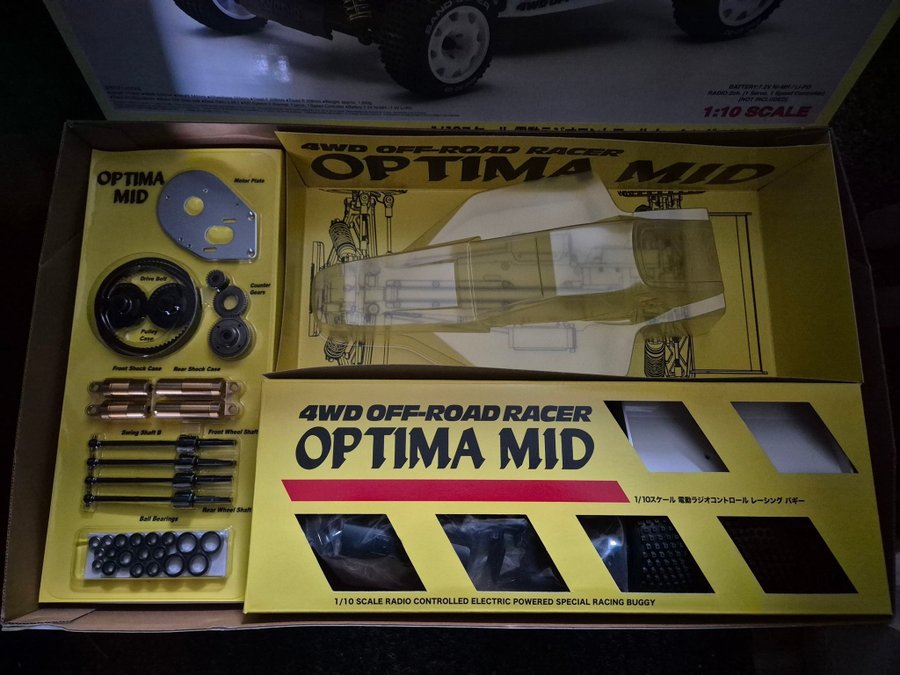 4WD
BATTERY:7.2V Ni-MH / Li-PO
RADIO:2ch. (1 Servo, 1 Speed Controller)
[NOT INCLUDED]
1:10 SCALE
4WD OFF-ROAD RACER
OPTIMA MID
OPTIMA
MID
Motor Plate
Drive Belt
Counter
Gears
Pulley
Case
Front Shock Case
Rear Shock Case
Swing Shaft B
Front Wheel Shaft
Rear Wheel Shaft
Ball Bearings
4WD OFF-ROAD RACER
OPTIMA MID
1/10スケール 電動ラジオコントロール レーシング バギー
1/10 SCALE RADIO CONTROLLED ELECTRIC POWERED SPECIAL RACING BUGGY